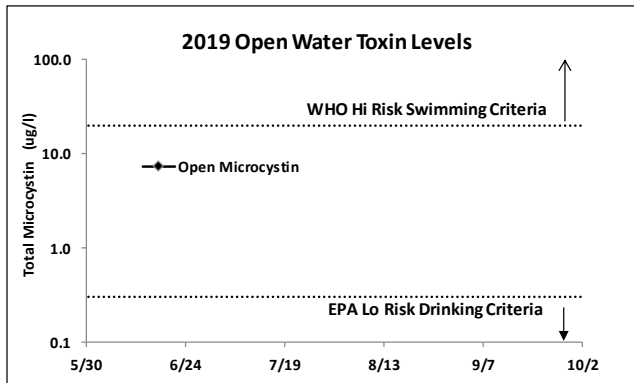 2019 Open Water Toxin Levels
100.0
WHO Hi Risk Swimming Criteria
10.0
Open Microcystin
Total Microcystin (ug/l)
1.0
EPA Lo Risk Drinking Criteria
0.1
5/30 6/24 7/19 8/13 9/7 10/2